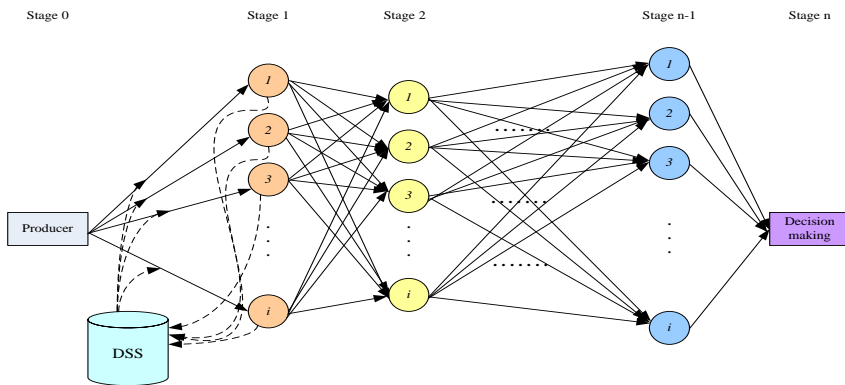 Stage 0
Stage 1
Stage 2
Stage n-1
Stage n
1
2
3
i
1
2
3
i
1
2
3
i
Producer
Decision
making
DSS